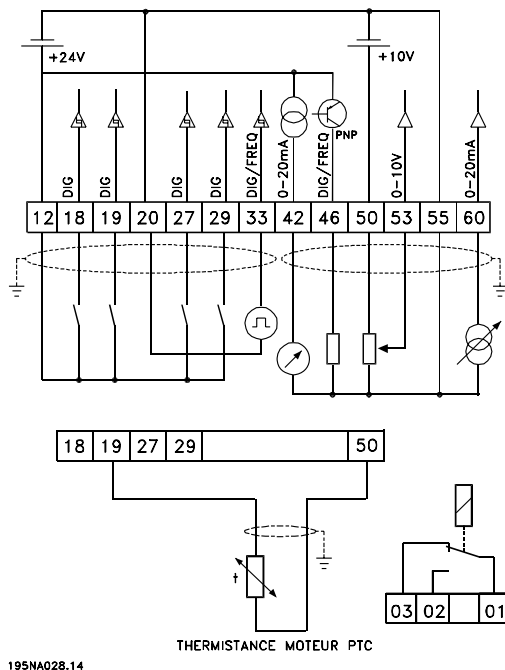 +24V
+10V
DIG
DIG
DIG
DIG
DIG/FREQ
0-20mA
DIG/FREQ
PNP
0-10V
0-20mA
12 18 19 20 27 29 33 42 46 50 53 55 60
18 19 27 29 50
t
03 02 01
THERMISTANCE MOTEUR PTC
195NA028.14